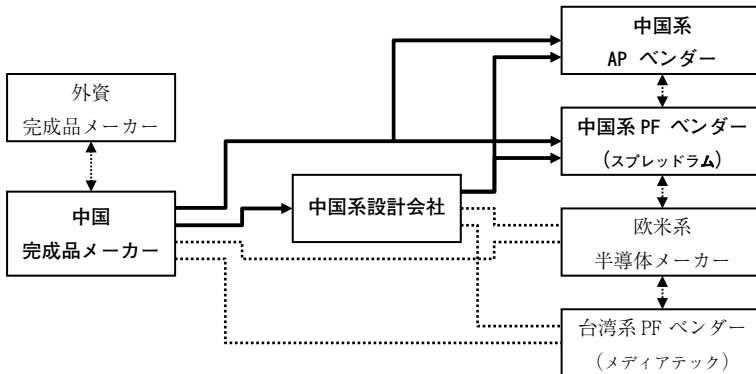 中国系
AP ベンダー
外資
完成品メーカー
中国系 PF ベンダー
(スプレッドラム)
中国
完成品メーカー
中国系設計会社
欧米系
半導体メーカー
台湾系 PF ベンダー
(メディアテック)